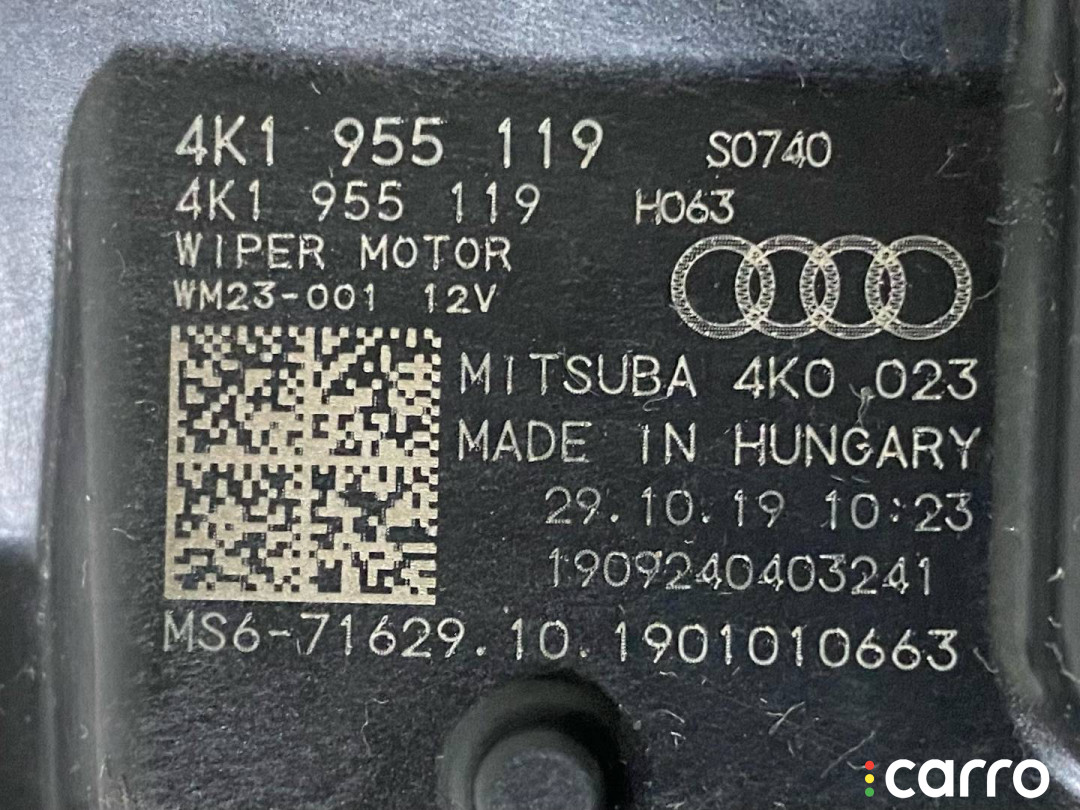 4K1 955 119 S0740
4K1 955 119 H063
WIPER MOTOR
WM23-001 12V
MITSUBA 4K0 023
MADE IN HUNGARY
29.10.19 10:23
1909240403241
MS6-71629.10.1901010663
carro